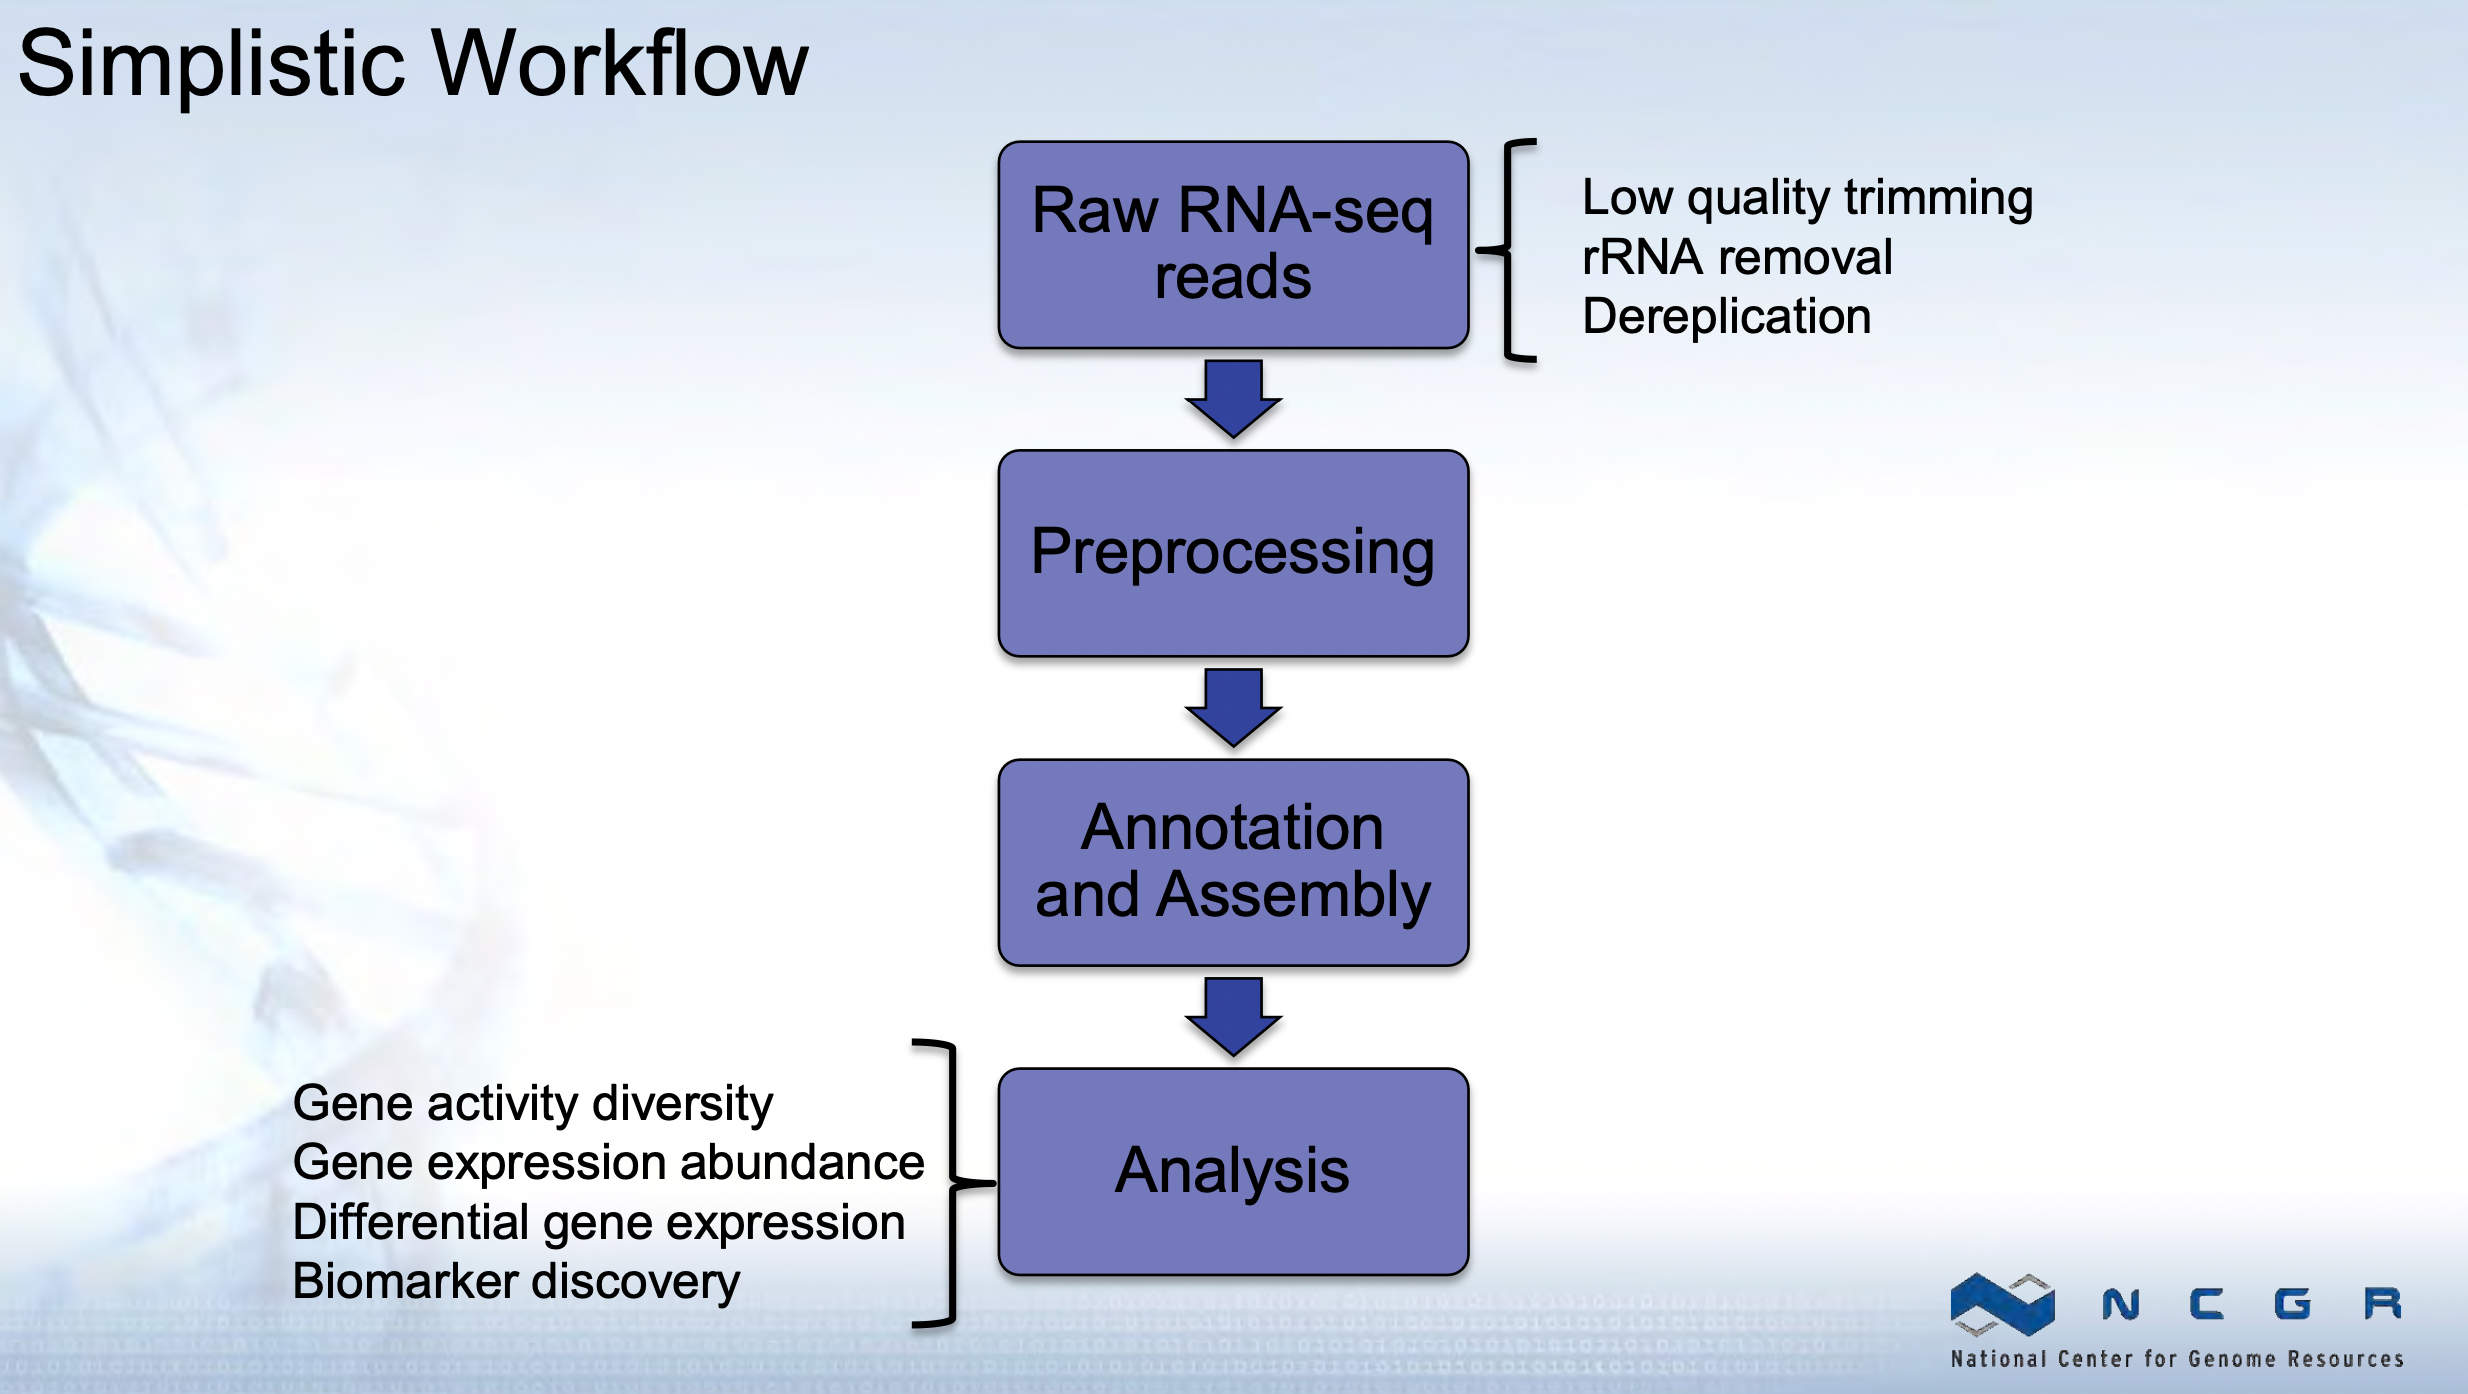 Simplistic Workflow
Raw RNA-seq
reads
Low quality trimming
rRNA removal
Dereplication
Preprocessing
Annotation
and Assembly
Gene activity diversity
Gene expression abundance
Differential gene expression
Biomarker discovery
Analysis
NCGR
National Center for Genome Resources